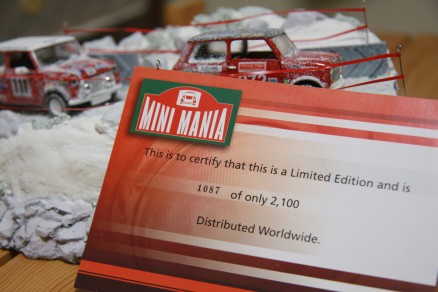 MINI MANIA
This is to certify that this is a Limited Edition and is
1087 of only 2,100
Distributed Worldwide.